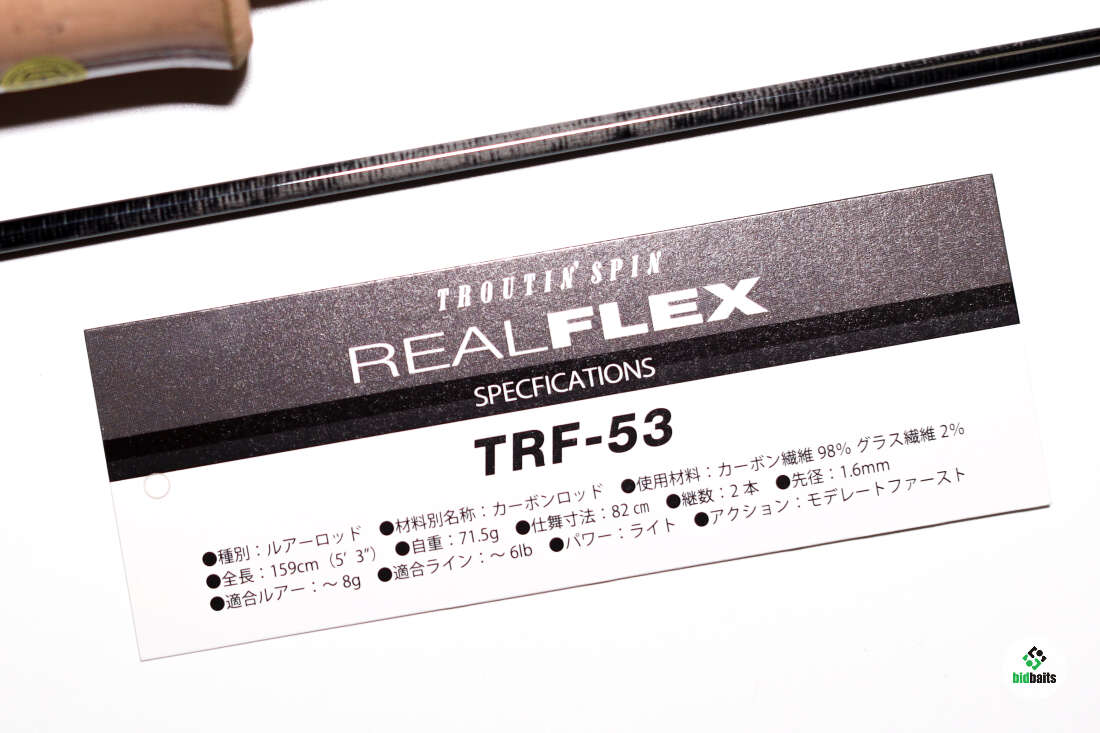 TROUTIN' SPIN
REALFLEX
SPECFICATIONS
TRF-53
●種別：ルアーロッド ●材料別名称：カーボンロッド ●使用材料：カーボン繊維 98% グラス繊維 2%
●全長：159cm（5′3″） ●自重：71.5g ●仕舞寸法：82㎝ ●継数：2本 ●先径：1.6mm
●適合ルアー：～8g ●適合ライン：～6lb ●パワー：ライト ●アクション：モデレートファースト
bidbaits